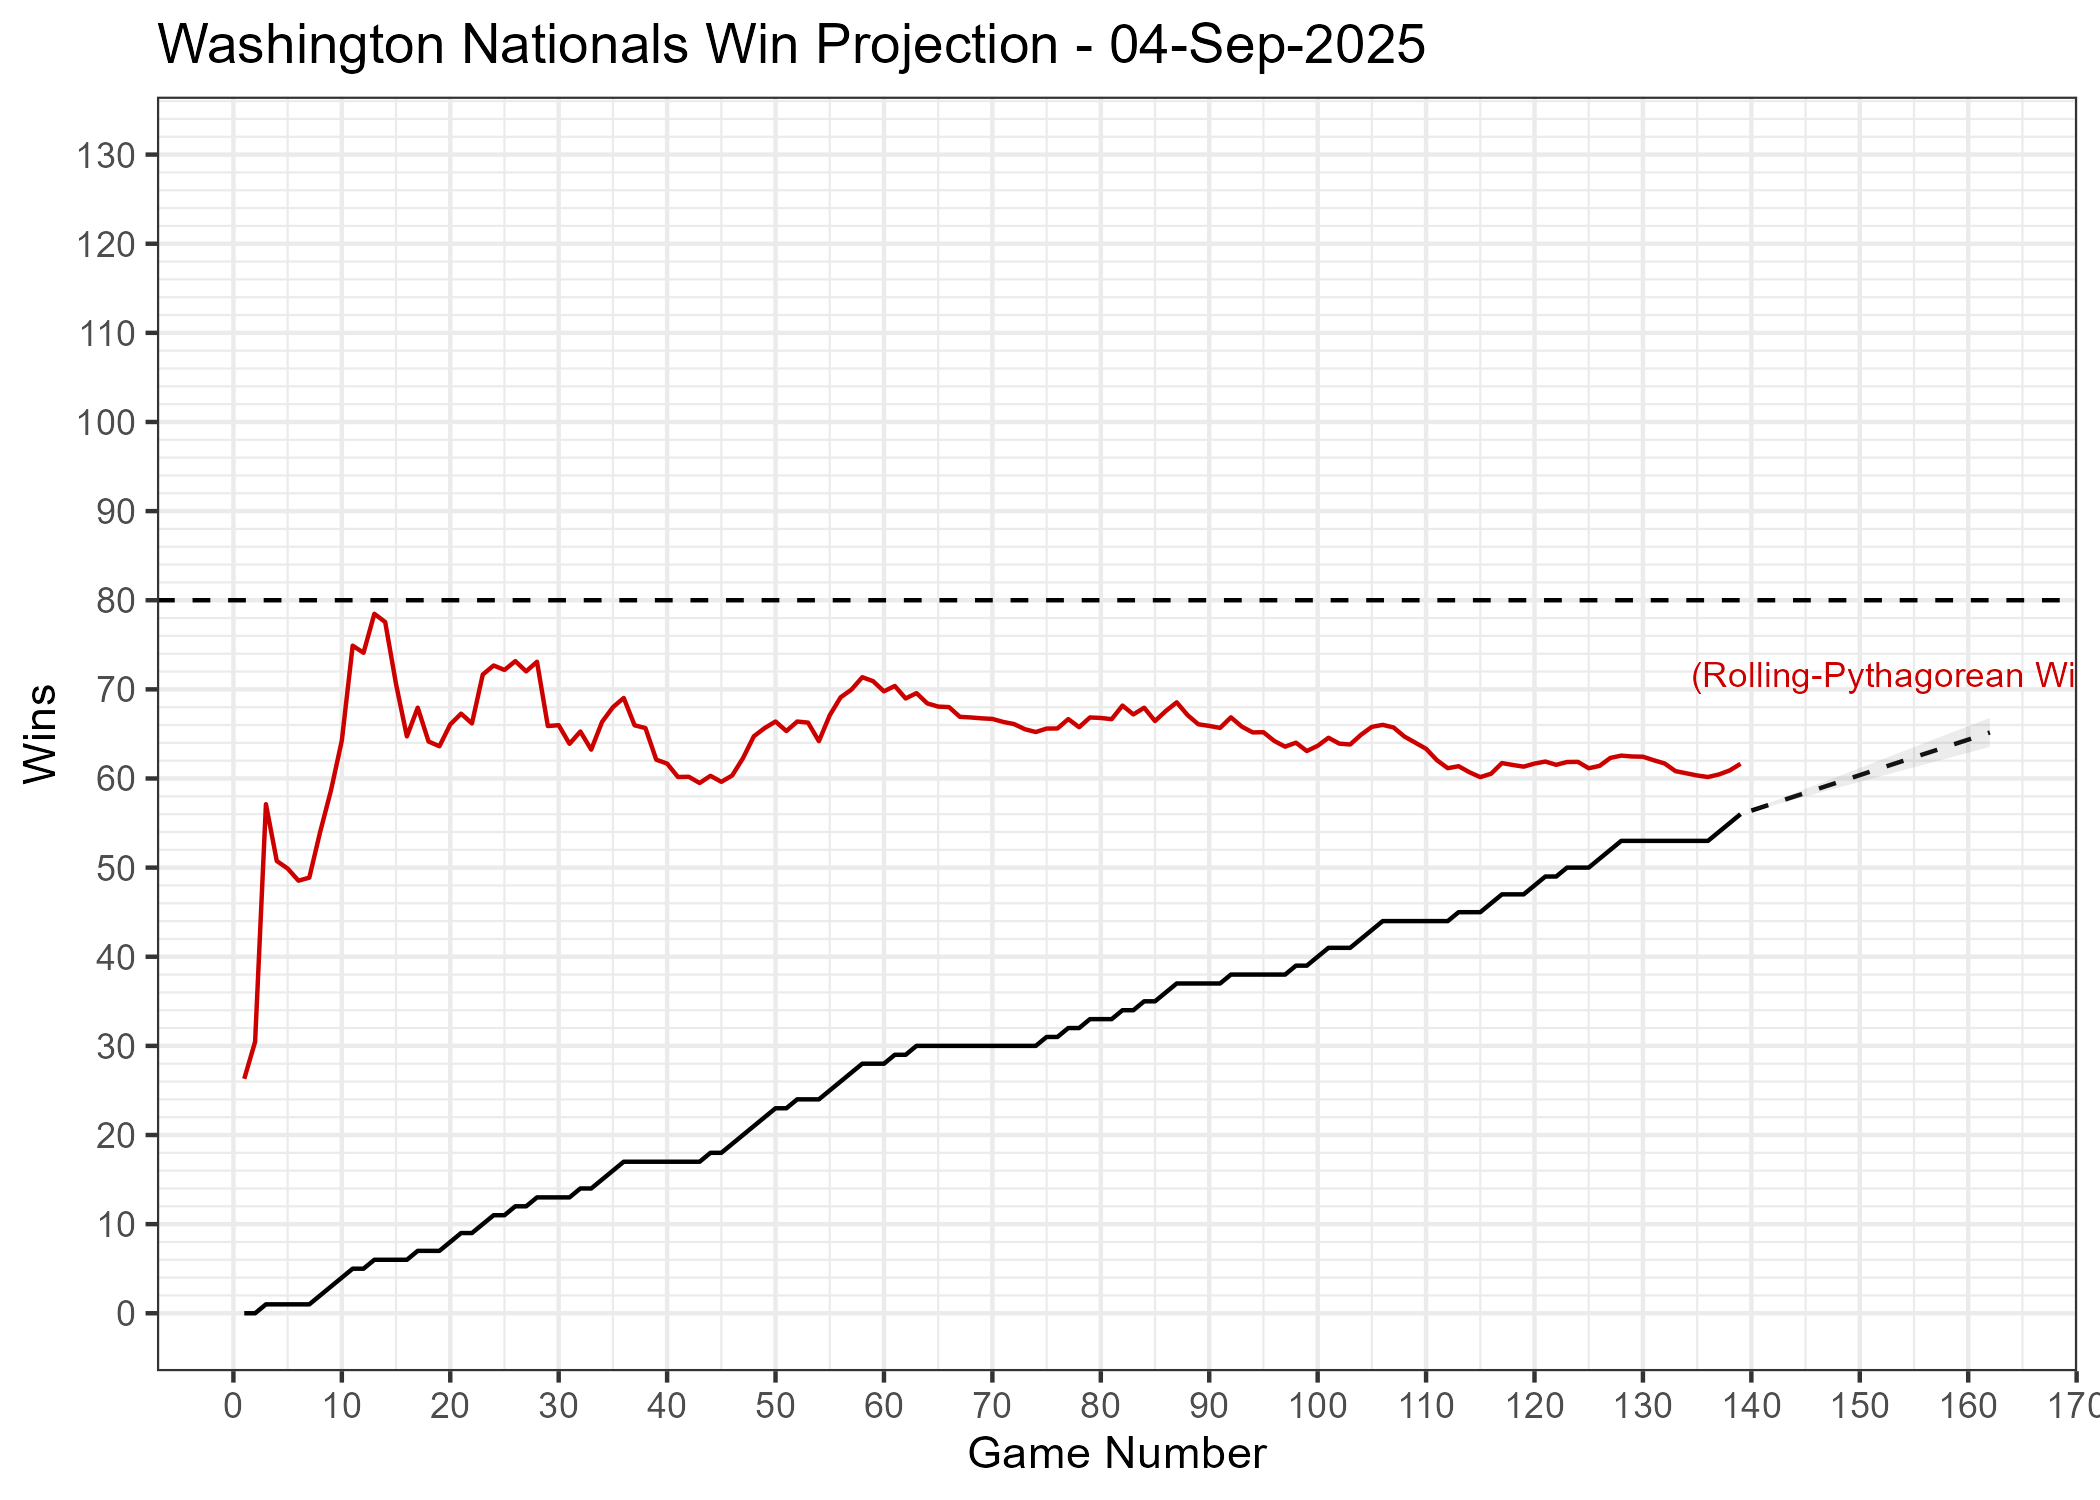 Washington Nationals Win Projection - 04-Sep-2025
130
120
110
100
90
80
70
60
50
40
30
20
10
0
Wins
(Rolling-Pythagorean Wi
0 10 20 30 40 50 60 70 80 90 100 110 120 130 140 150 160 170
Game Number